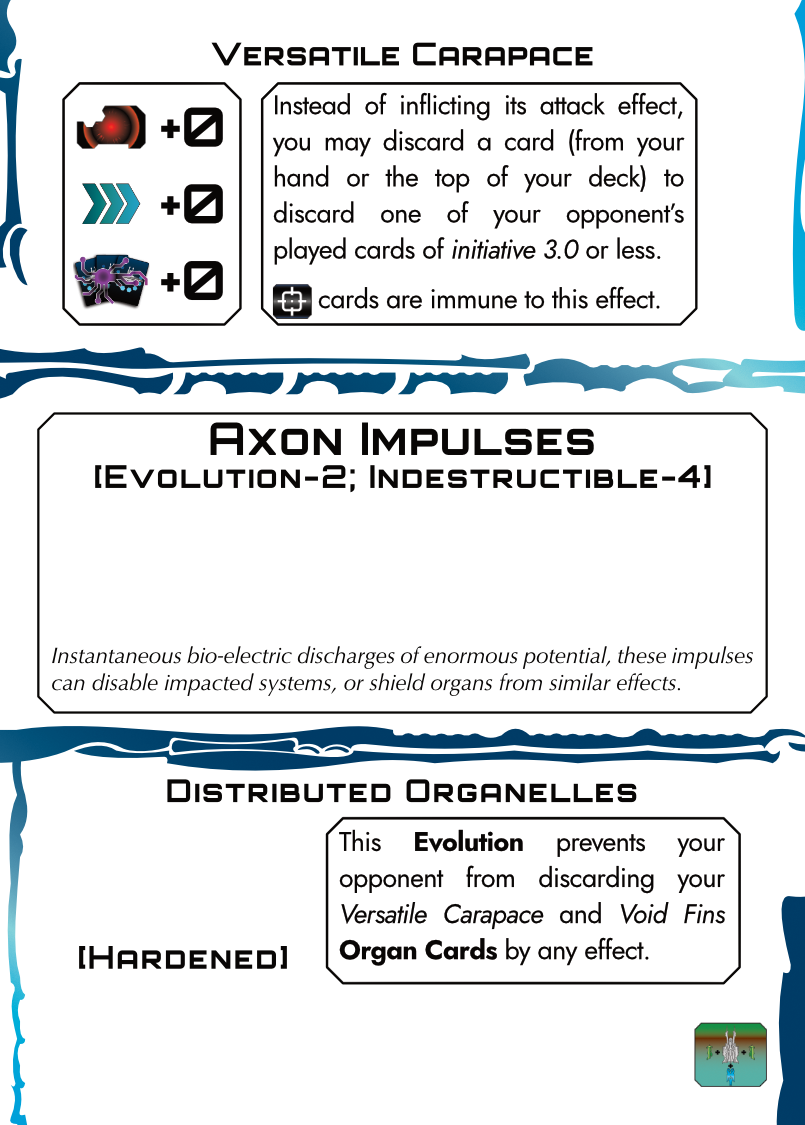 Versatile Carapace
+0
+0
+0
Instead of inflicting its attack effect,
you may discard a card (from your
hand or the top of your deck) to
discard one of your opponent's
played cards of initiative 3.0 or less.
cards are immune to this effect.
Axon Impulses
[Evolution-2; Indestructible-4]
Instantaneous bio-electric discharges of enormous potential, these impulses
can disable impacted systems, or shield organs from similar effects.
Distributed Organelles
[Hardened]
This Evolution prevents your
opponent from discarding your
Versatile Carapace and Void Fins
Organ Cards by any effect.